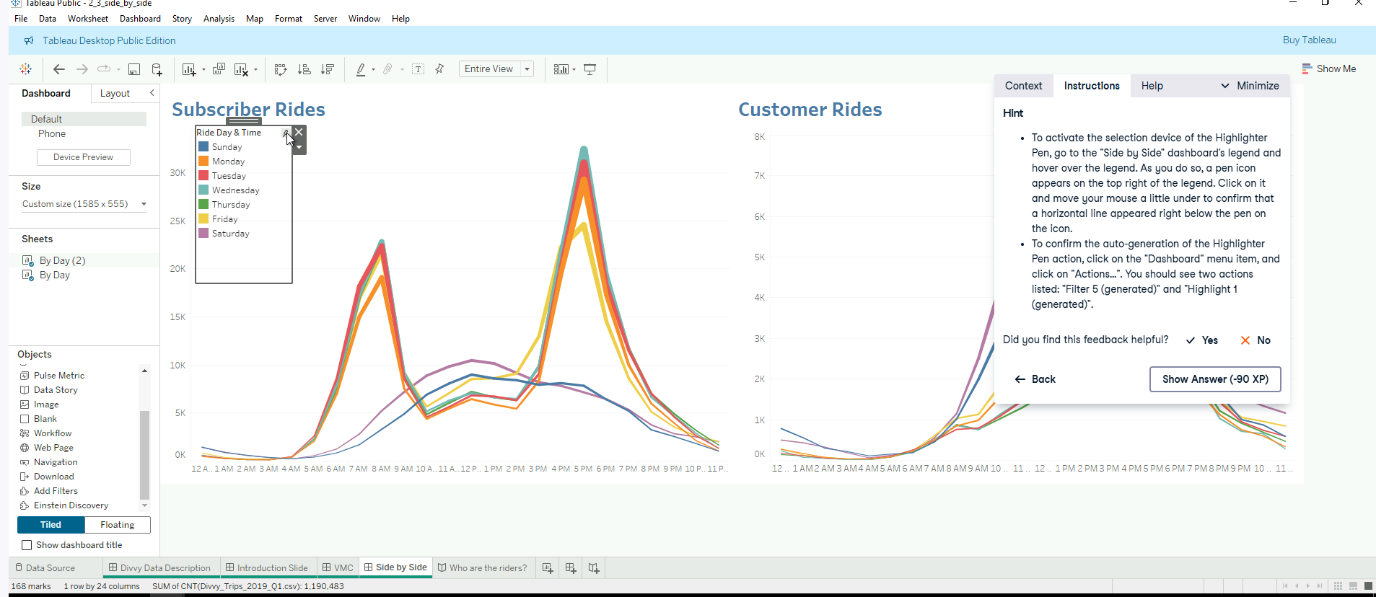 Tableau Public - 2_3_side_by_side
File Data Worksheet Dashboard Story Analysis Map Format Server Window Help
Tableau Desktop Public Edition
Buy Tableau
Entire View
Show Me
Dashboard
Layout
Default
Phone
Device Preview
Size
Custom size (1585 x 555)
Sheets
By Day (2)
By Day
Objects
Pulse Metric
Data Story
Image
Blank
Workflow
Web Page
Navigation
Download
Add Filters
Einstein Discovery
Tiled
Floating
Show dashboard title
Subscriber Rides
Ride Day & Time
Sunday
Monday
Tuesday
Wednesday
Thursday
Friday
Saturday
30K
25K
20K
15K
10K
5K
0K
12 A.. 1 AM 2 AM 3 AM 4 AM 5 AM 6 AM 7 AM 8 AM 9 AM 10 A.. 11 A.. 12 P.. 1 PM 2 PM 3 PM 4 PM 5 PM 6 PM 7 PM 8 PM 9 PM 10 P.. 11 P..
Customer Rides
8K
7K
6K
5K
4K
3K
2K
1K
0K
12 .. 1 AM 2 AM 3 AM 4 AM 5 AM 6 AM 7 AM 8 AM 9 AM 10 .. 11 .. 12 .. 1 PM 2 PM 3 PM 4 PM 5 PM 6 PM 7 PM 8 PM 9 PM 10 .. 11 ..
Context
Instructions
Help
Minimize
Hint
• To activate the selection device of the Highlighter
Pen, go to the "Side by Side" dashboard's legend and
hover over the legend. As you do so, a pen icon
appears on the top right of the legend. Click on it
and move your mouse a little under to confirm that
a horizontal line appeared right below the pen on
the icon.
• To confirm the auto-generation of the Highlighter
Pen action, click on the "Dashboard" menu item, and
click on "Actions...". You should see two actions
listed: "Filter 5 (generated)" and "Highlight 1
(generated)".
Did you find this feedback helpful?
Yes
No
Back
Show Answer (-90 XP)
Data Source
Divvy Data Description
Introduction Slide
VMC
Side by Side
Who are the riders?
168 marks 1 row by 24 columns SUM of CNT(Divvy_Trips_2019_Q1.csv): 1,190,483